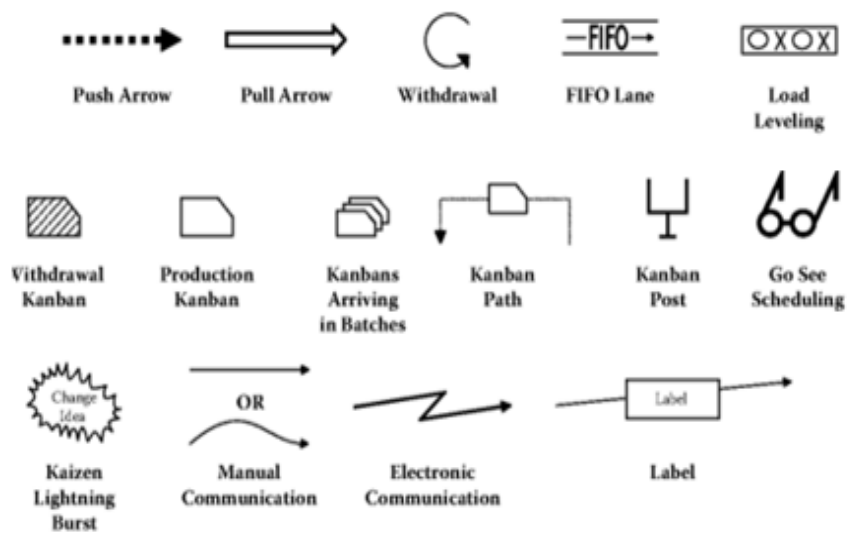 FIFO
OXOX
Push Arrow
Pull Arrow
Withdrawal
FIFO Lane
Load
Leveling
Vithdrawal
Kanban
Production
Kanban
Kanbans
Arriving
in Batches
Kanban
Path
Kanban
Post
Go See
Scheduling
Change
Idea
OR
Label
Kaizen
Lightning
Burst
Manual
Communication
Electronic
Communication
Label